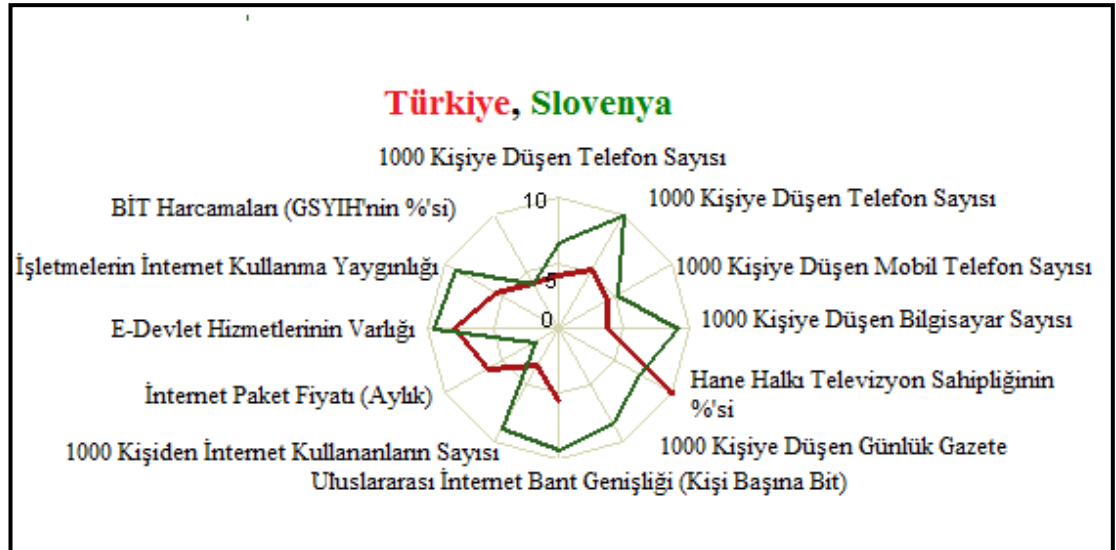 Türkiye, Slovenya
1000 Kişiye Düşen Telefon Sayısı
BİT Harcamaları (GSYIH'nin %'si)
10
1000 Kişiye Düşen Telefon Sayısı
İşletmelerin İnternet Kullanma Yaygınlığı
5
1000 Kişiye Düşen Mobil Telefon Sayısı
E-Devlet Hizmetlerinin Varlığı
0
1000 Kişiye Düşen Bilgisayar Sayısı
İnternet Paket Fiyatı (Aylık)
Hane Halkı Televizyon Sahipliğinin
%'si
1000 Kişiden İnternet Kullananların Sayısı
1000 Kişiye Düşen Günlük Gazete
Uluslararası İnternet Bant Genişliği (Kişi Başına Bit)